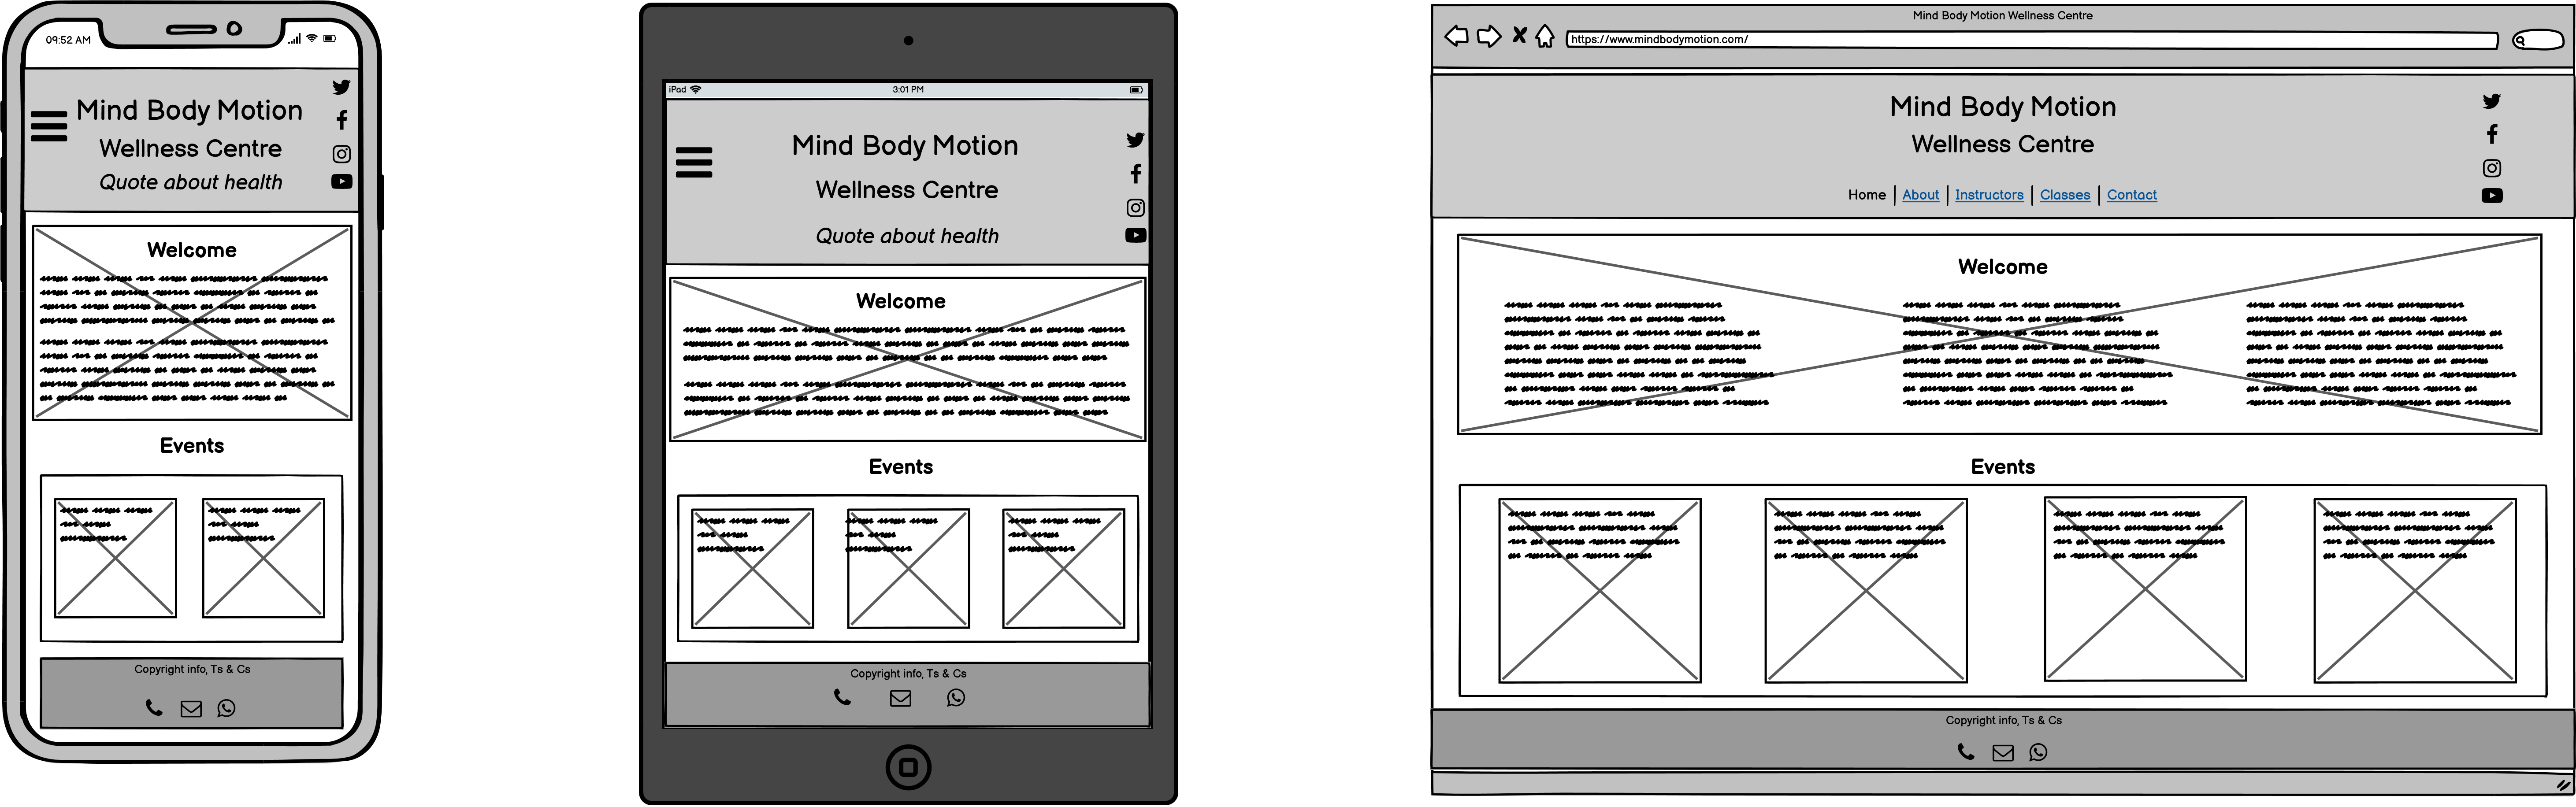 09:52 AM
Mind Body Motion
Wellness Centre
Quote about health
Welcome
Events
Copyright info, Ts & Cs
iPad
3:01 PM
Mind Body Motion
Wellness Centre
Quote about health
Welcome
Events
Copyright info, Ts & Cs
Mind Body Motion Wellness Centre
https://www.mindbodymotion.com/
Mind Body Motion
Wellness Centre
Home | About | Instructors | Classes | Contact
Welcome
Events
Copyright info, Ts & Cs